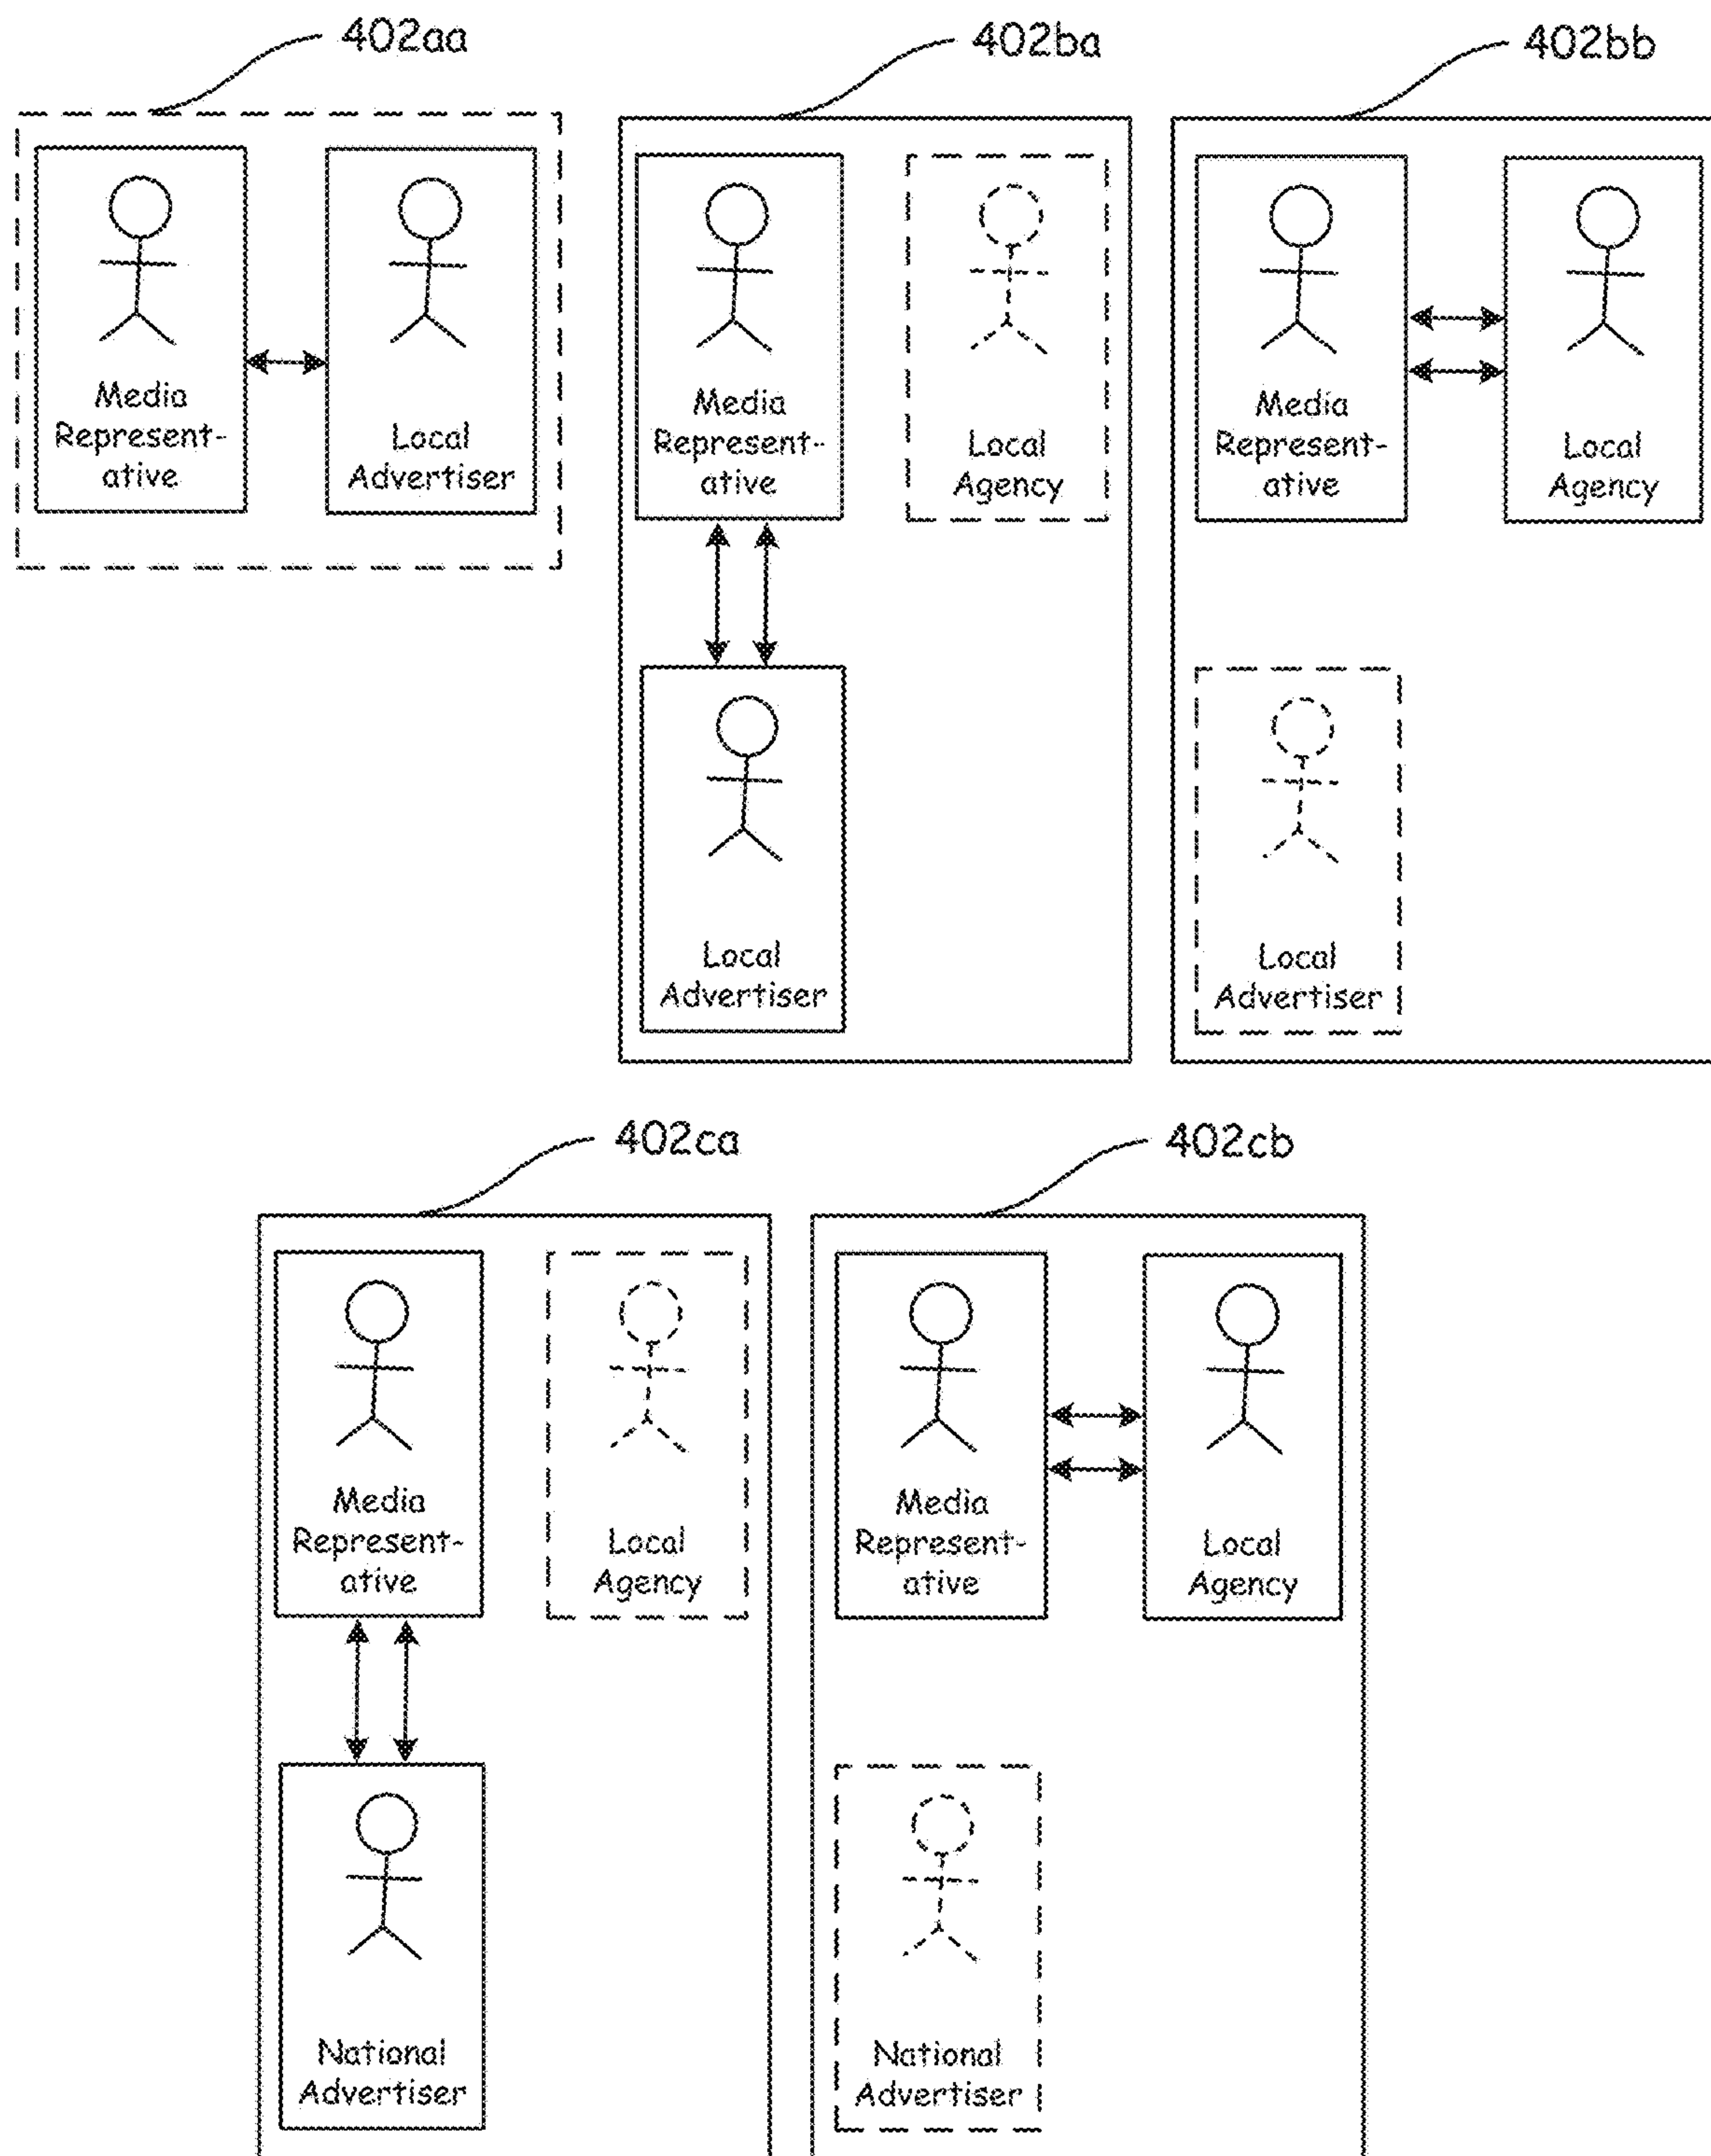 402aa
402ba
402bb
Media
Represent-
ative
Local
Advertiser
Media
Represent-
ative
Local
Agency
Local
Advertiser
Media
Represent-
ative
Local
Agency
Local
Advertiser
402ca
402cb
Media
Represent-
ative
Local
Agency
National
Advertiser
Media
Represent-
ative
Local
Agency
National
Advertiser